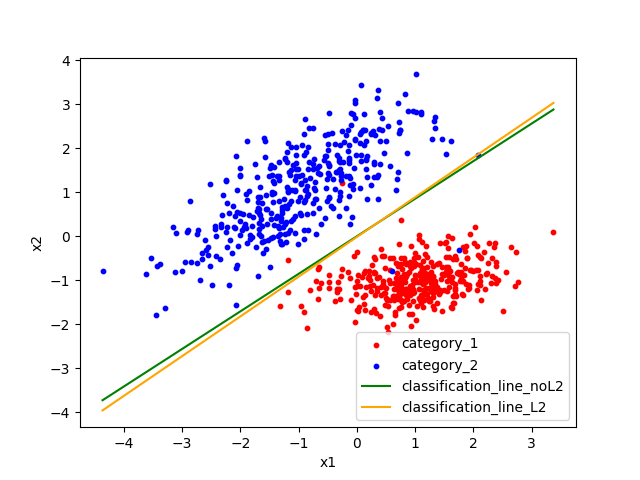 4
3
2
1
0
−1
−2
−3
−4
x2
−4 −3 −2 −1 0 1 2 3
x1
category_1
category_2
classification_line_noL2
classification_line_L2